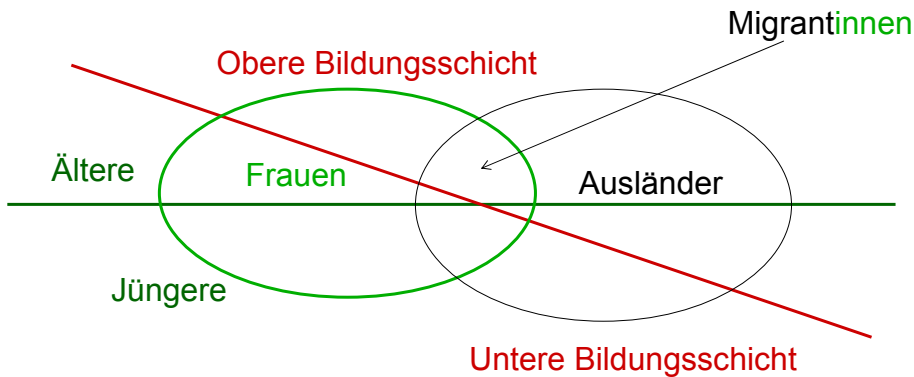 Migrantinnen
Obere Bildungsschicht
Ältere
Frauen
Ausländer
Jüngere
Untere Bildungsschicht